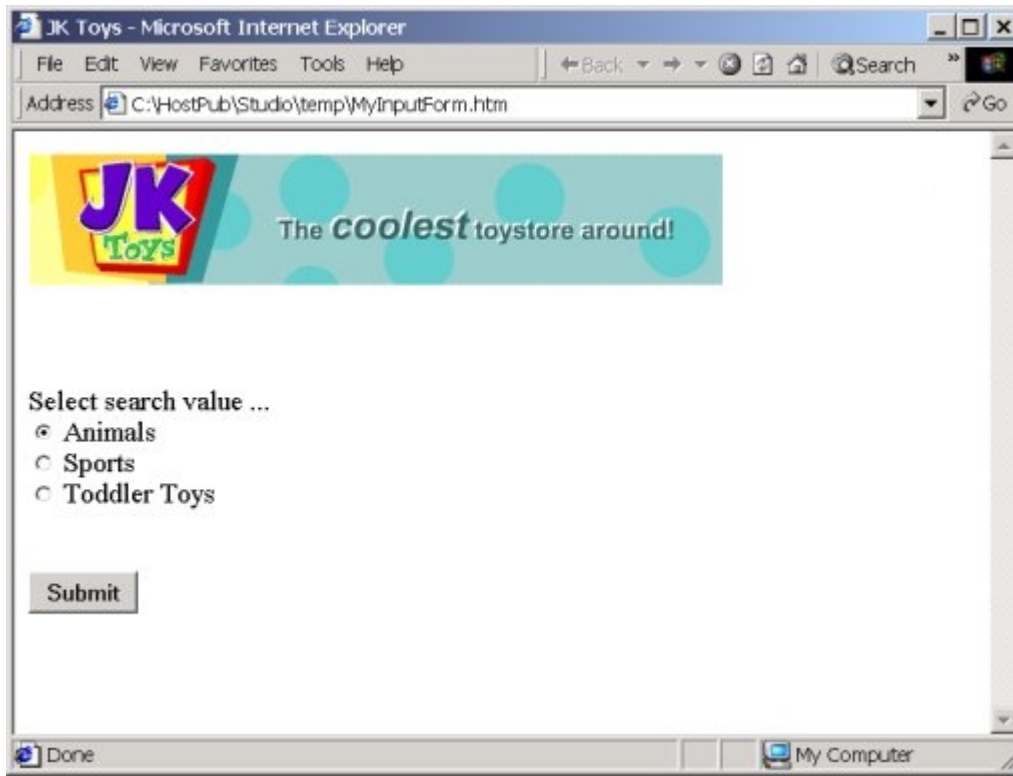 JK Toys - Microsoft Internet Explorer
File Edit View Favorites Tools Help Back Search »
Address C:\HostPub\Studio\temp\MyInputForm.htm Go
JK
Toys
The coolest toystore around!
Select search value ...
Animals
Sports
Toddler Toys
Submit
Done My Computer